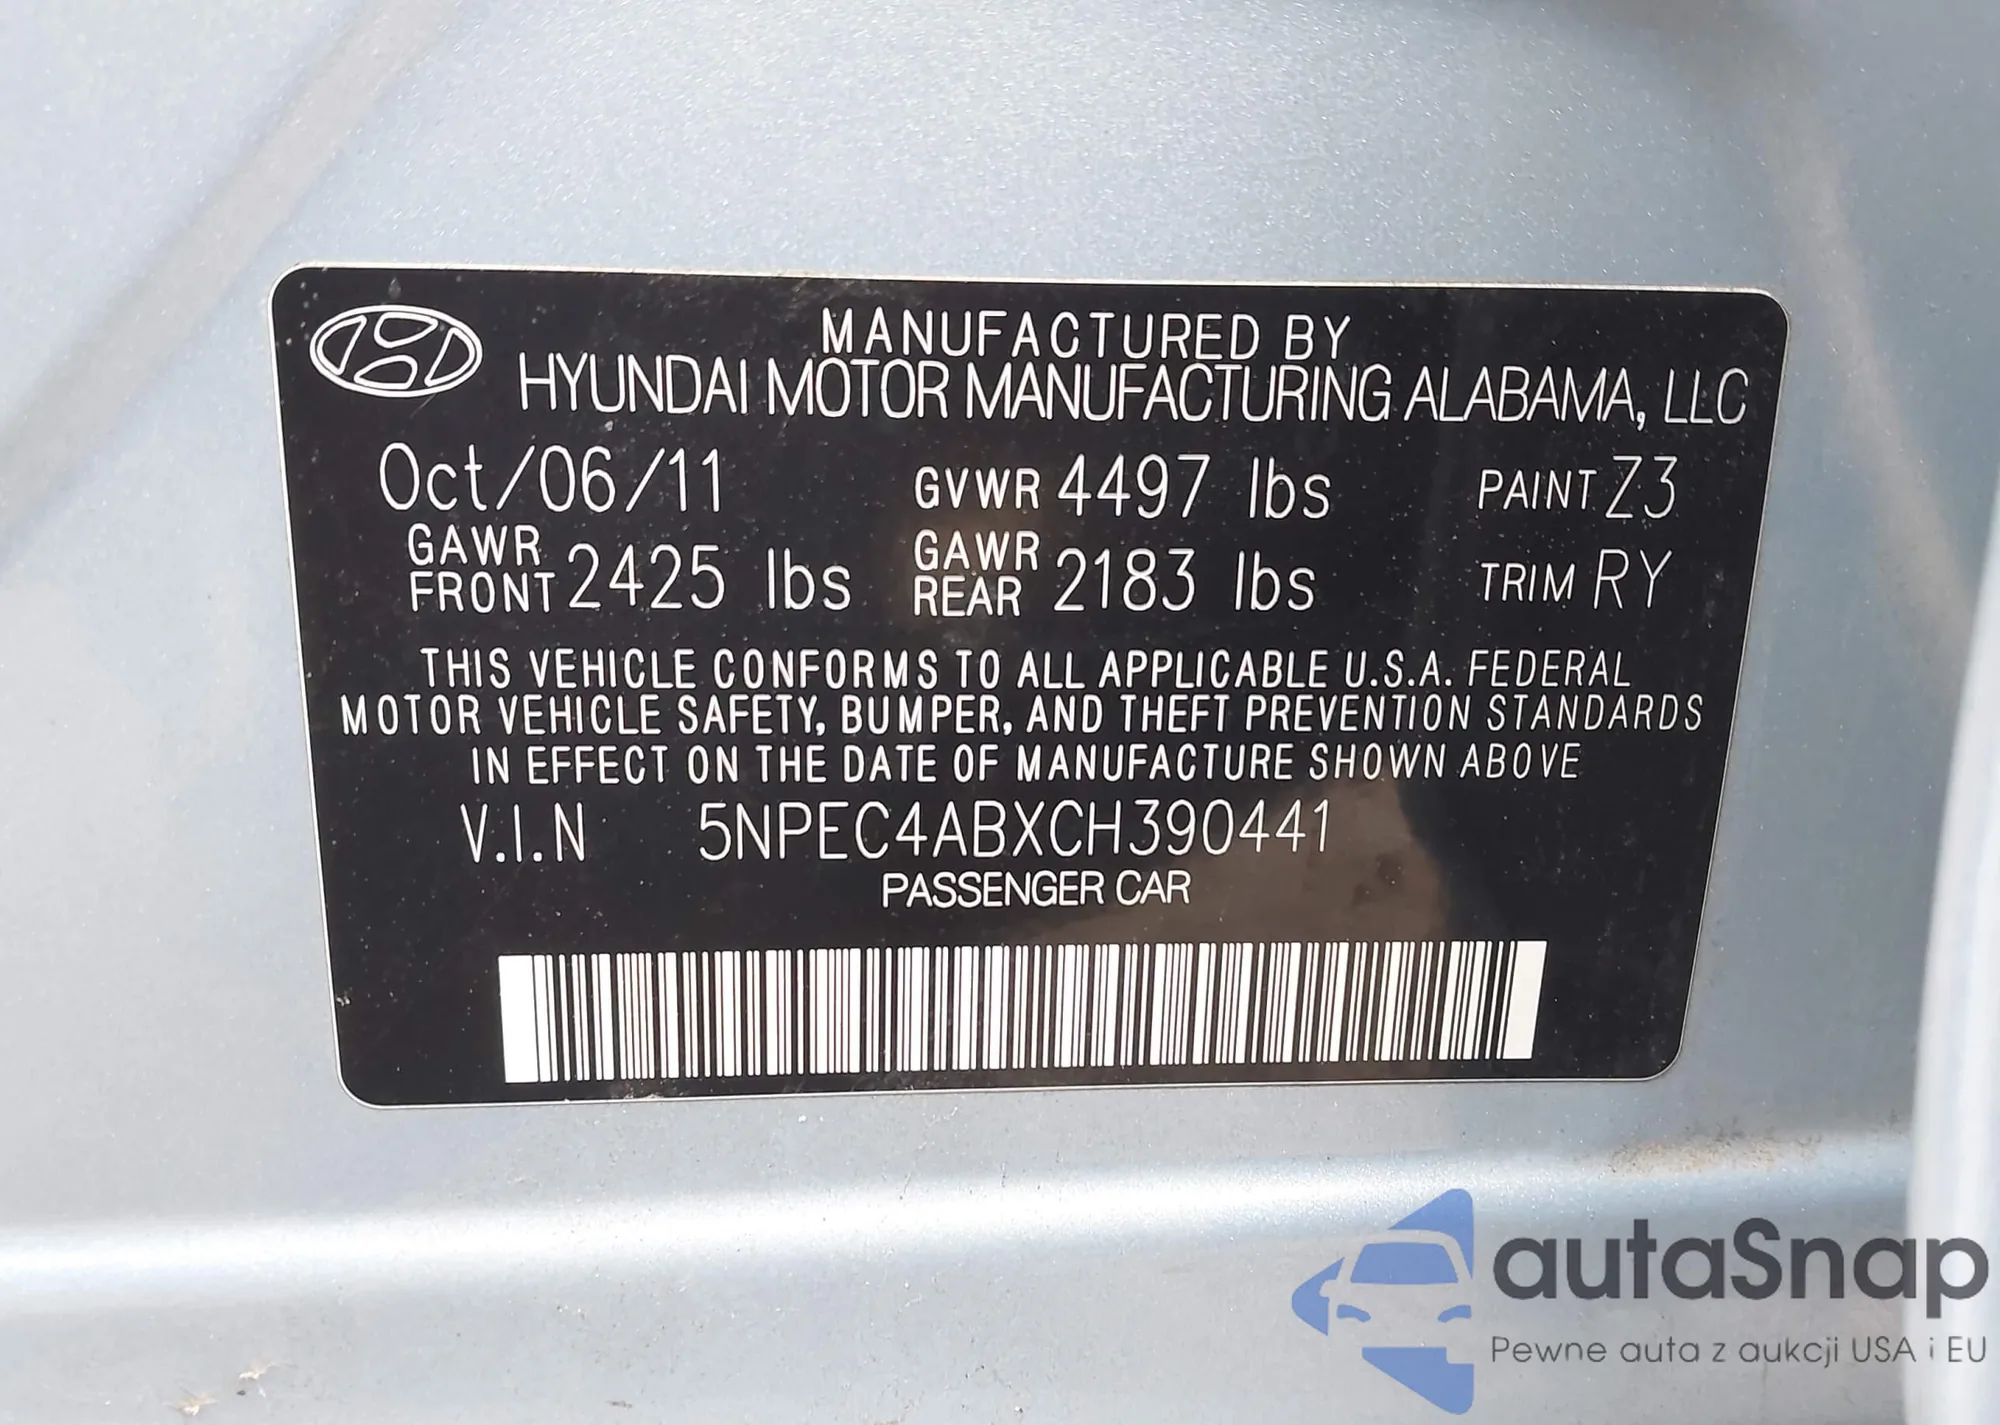 MANUFACTURED BY
HYUNDAI MOTOR MANUFACTURING ALABAMA, LLC
Oct/06/11 GVWR 4497 lbs PAINT Z3
GAWR FRONT 2425 lbs GAWR REAR 2183 lbs TRIM RY
THIS VEHICLE CONFORMS TO ALL APPLICABLE U.S.A. FEDERAL
MOTOR VEHICLE SAFETY, BUMPER, AND THEFT PREVENTION STANDARDS
IN EFFECT ON THE DATE OF MANUFACTURE SHOWN ABOVE
V.I.N 5NPEC4ABXCH390441
PASSENGER CAR
autaSnap
Pewne auta z aukcji USA i EU